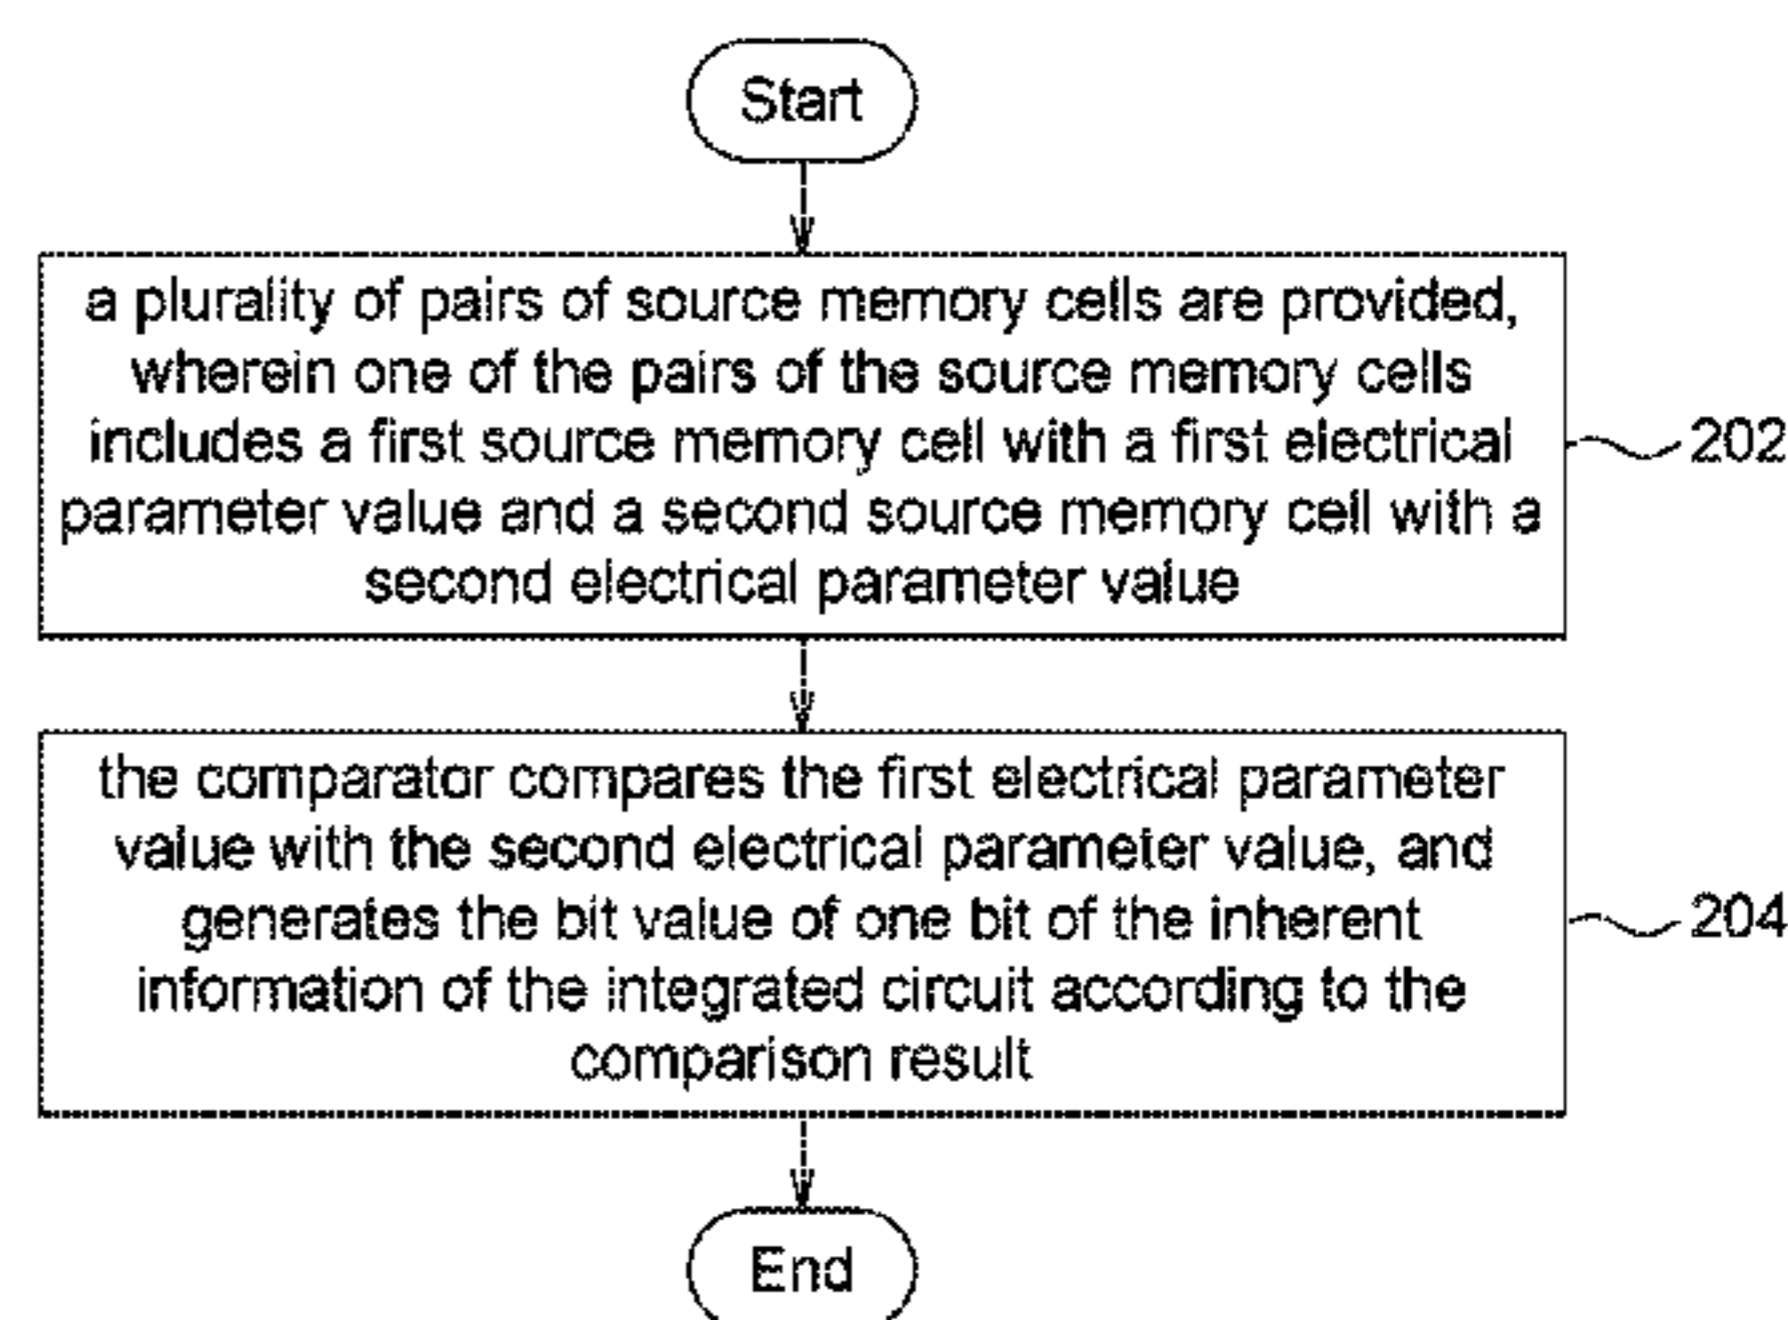 Start
a plurality of pairs of source memory cells are provided,
wherein one of the pairs of the source memory cells
includes a first source memory cell with a first electrical
parameter value and a second source memory cell with a
second electrical parameter value
202
the comparator compares the first electrical parameter
value with the second electrical parameter value, and
generates the bit value of one bit of the inherent
information of the integrated circuit according to the
comparison result
204
End